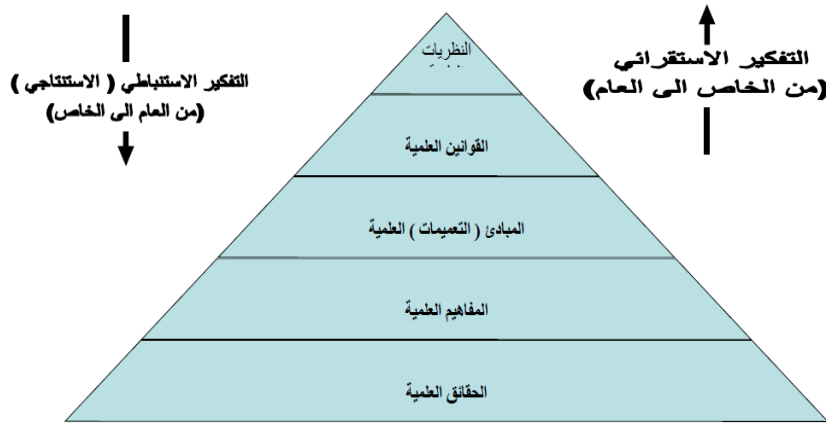 النظريات
التفكير الاستقرائي
(من الخاص الى العام)
التفكير الاستنباطي ( الاستنتاجي )
(من العام الى الخاص)
القوانين العلمية
المبادئ ( التعميمات ) العلمية
المفاهيم العلمية
الحقائق العلمية